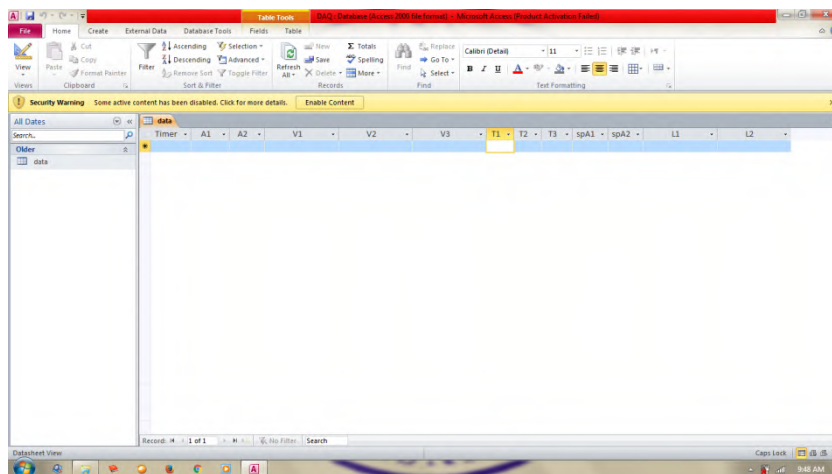 Table Tools
DAQ : Database (Access 2000 file format) - Microsoft Access (Product Activation Failed)
File Home Create External Data Database Tools Fields Table
View
Views
Paste
Cut
Copy
Format Painter
Clipboard
Filter
Ascending
Descending
Remove Sort
Selection
Advanced
Toggle Filter
Sort & Filter
Refresh All
New
Save
Delete
Totals
Spelling
More
Records
Find
Replace
Go To
Select
Find
Calibri (Detail) 11
B I U A
Text Formatting
Security Warning Some active content has been disabled. Click for more details. Enable Content
All Dates
Search..
Older
data
data
Timer A1 A2 V1 V2 V3 T1 T2 T3 spA1 spA2 L1 L2
Record: 1 of 1 No Filter Search
Datasheet View
Caps Lock
9:48 AM